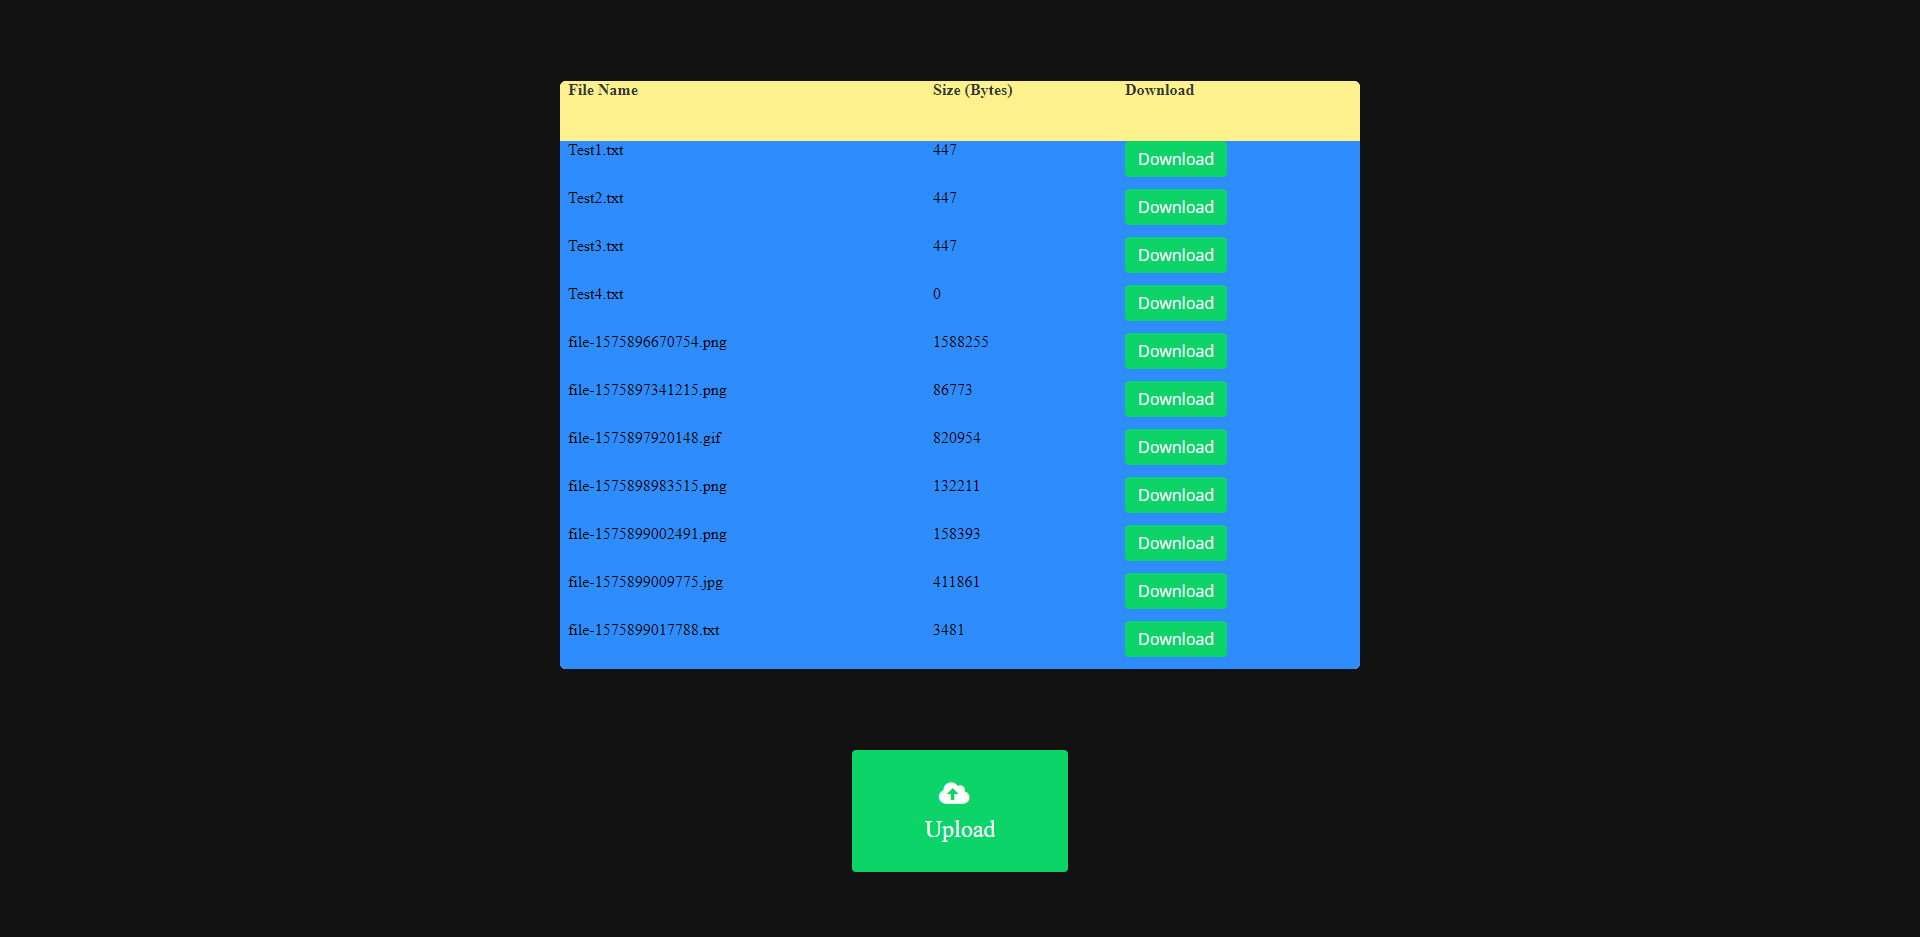 File Name Size (Bytes) Download
Test1.txt 447 Download
Test2.txt 447 Download
Test3.txt 447 Download
Test4.txt 0 Download
file-1575896670754.png 1588255 Download
file-1575897341215.png 86773 Download
file-1575897920148.gif 820954 Download
file-1575898983515.png 132211 Download
file-1575899002491.png 158393 Download
file-1575899009775.jpg 411861 Download
file-1575899017788.txt 3481 Download
Upload